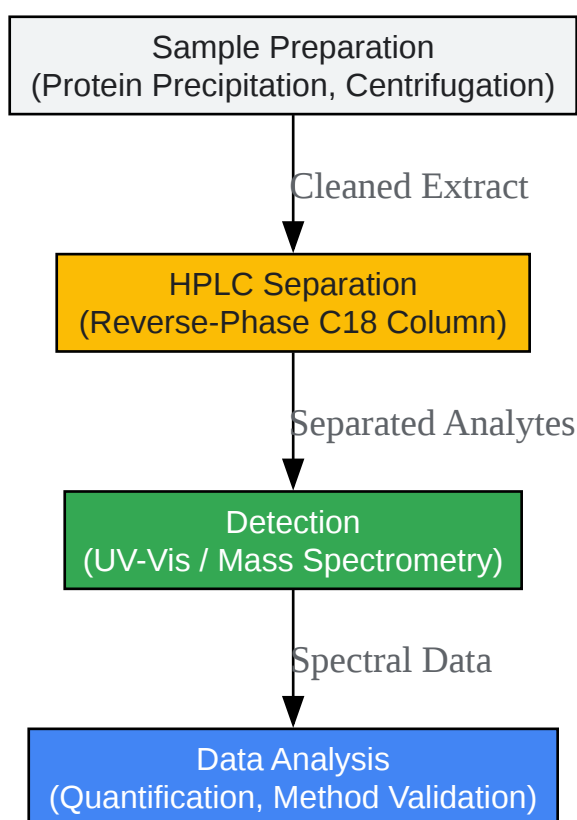 Sample Preparation
(Protein Precipitation, Centrifugation)
Cleaned Extract
HPLC Separation
(Reverse-Phase C18 Column)
Separated Analytes
Detection
(UV-Vis / Mass Spectrometry)
Spectral Data
Data Analysis
(Quantification, Method Validation)